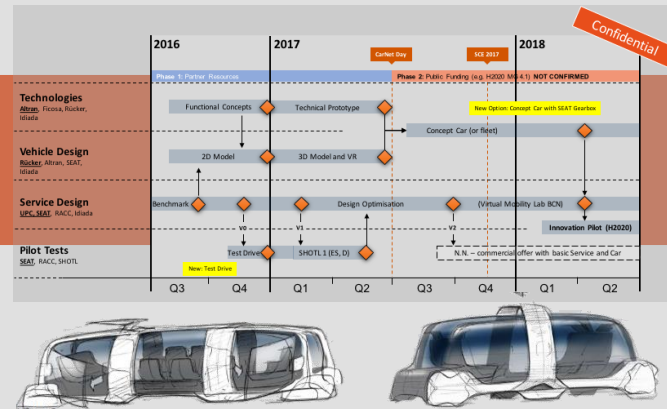 Confidential
2016
2017
2018
CarNet Day
SCE 2017
Phase 1: Partner Resources
Phase 2: Public Funding (e.g. H2020 MG 4.1) NOT CONFIRMED
Technologies
Altran, Ficosa, Rücker,
Idiada
Functional Concepts
Technical Prototype
New Option: Concept Car with SEAT Gearbox
Concept Car (or fleet)
Vehicle Design
Rücker, Altran, SEAT,
Idiada
2D Model
3D Model and VR
Service Design
UPC, SEAT, RACC, Idiada
Benchmark
Design Optimisation
(Virtual Mobility Lab BCN)
V0
V1
V2
Innovation Pilot (H2020)
Pilot Tests
SEAT, RACC, SHOTL
Test Drive
SHOTL 1 (ES, D)
N.N. – commercial offer with basic Service and Car
New: Test Drive
Q3
Q4
Q1
Q2
Q3
Q4
Q1
Q2